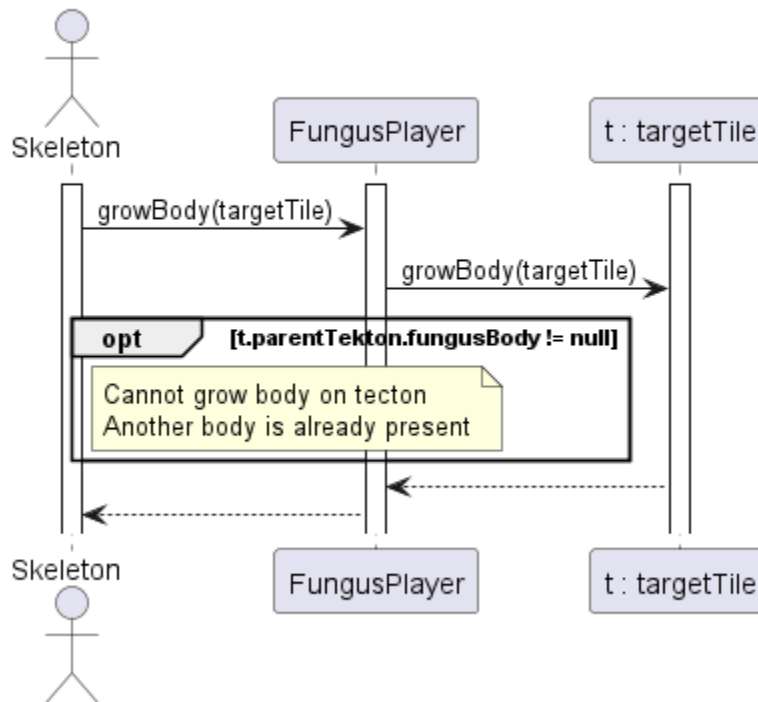 Skeleton
FungusPlayer
t : targetTile
growBody(targetTile)
growBody(targetTile)
opt
[t.parentTekton.fungusBody != null]
Cannot grow body on tecton
Another body is already present
Skeleton
FungusPlayer
t : targetTile